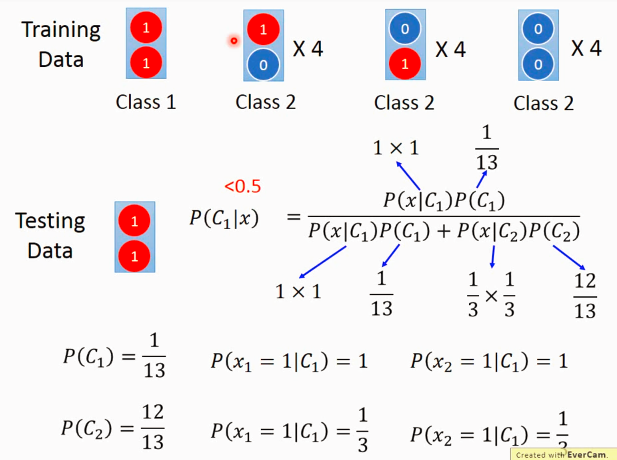 Training Data
1
1
Class 1
1
0
X 4
Class 2
0
1
X 4
Class 2
0
0
X 4
Class 2
1 × 1
1/13
<0.5
Testing Data
1
1
P(C₁|x) = P(x|C₁)P(C₁) / P(x|C₁)P(C₁) + P(x|C₂)P(C₂)
1 × 1
1/13
1/3 × 1/3
12/13
P(C₁) = 1/13
P(x₁ = 1|C₁) = 1
P(x₂ = 1|C₁) = 1
P(C₂) = 12/13
P(x₁ = 1|C₁) = 1/3
P(x₂ = 1|C₁) = 1/3
Created with EverCam.